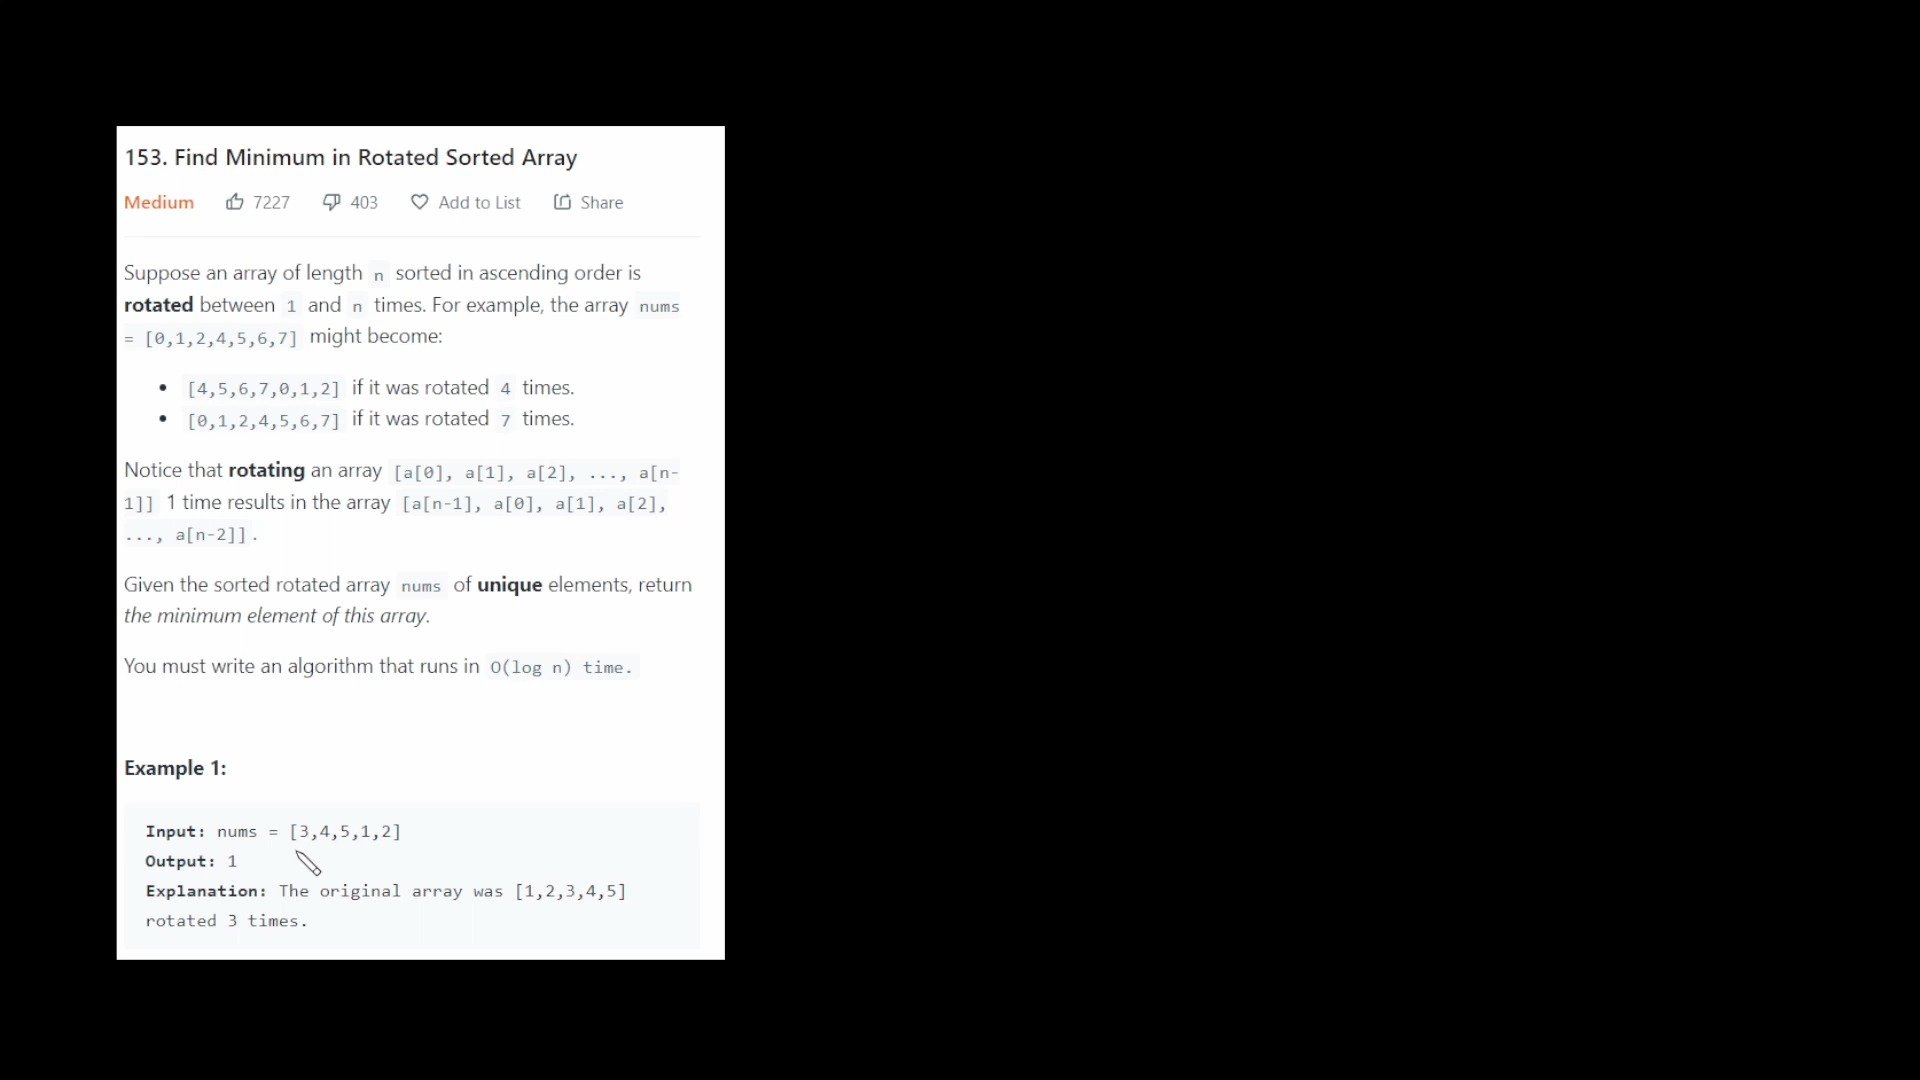 153. Find Minimum in Rotated Sorted Array
Medium 7227 403 Add to List Share
Suppose an array of length n sorted in ascending order is
rotated between 1 and n times. For example, the array nums
= [0,1,2,4,5,6,7] might become:
• [4,5,6,7,0,1,2] if it was rotated 4 times.
• [0,1,2,4,5,6,7] if it was rotated 7 times.
Notice that rotating an array [a[0], a[1], a[2], ..., a[n-
1]] 1 time results in the array [a[n-1], a[0], a[1], a[2],
..., a[n-2]].
Given the sorted rotated array nums of unique elements, return
the minimum element of this array.
You must write an algorithm that runs in O(log n) time.
Example 1:
Input: nums = [3,4,5,1,2]
Output: 1
Explanation: The original array was [1,2,3,4,5]
rotated 3 times.